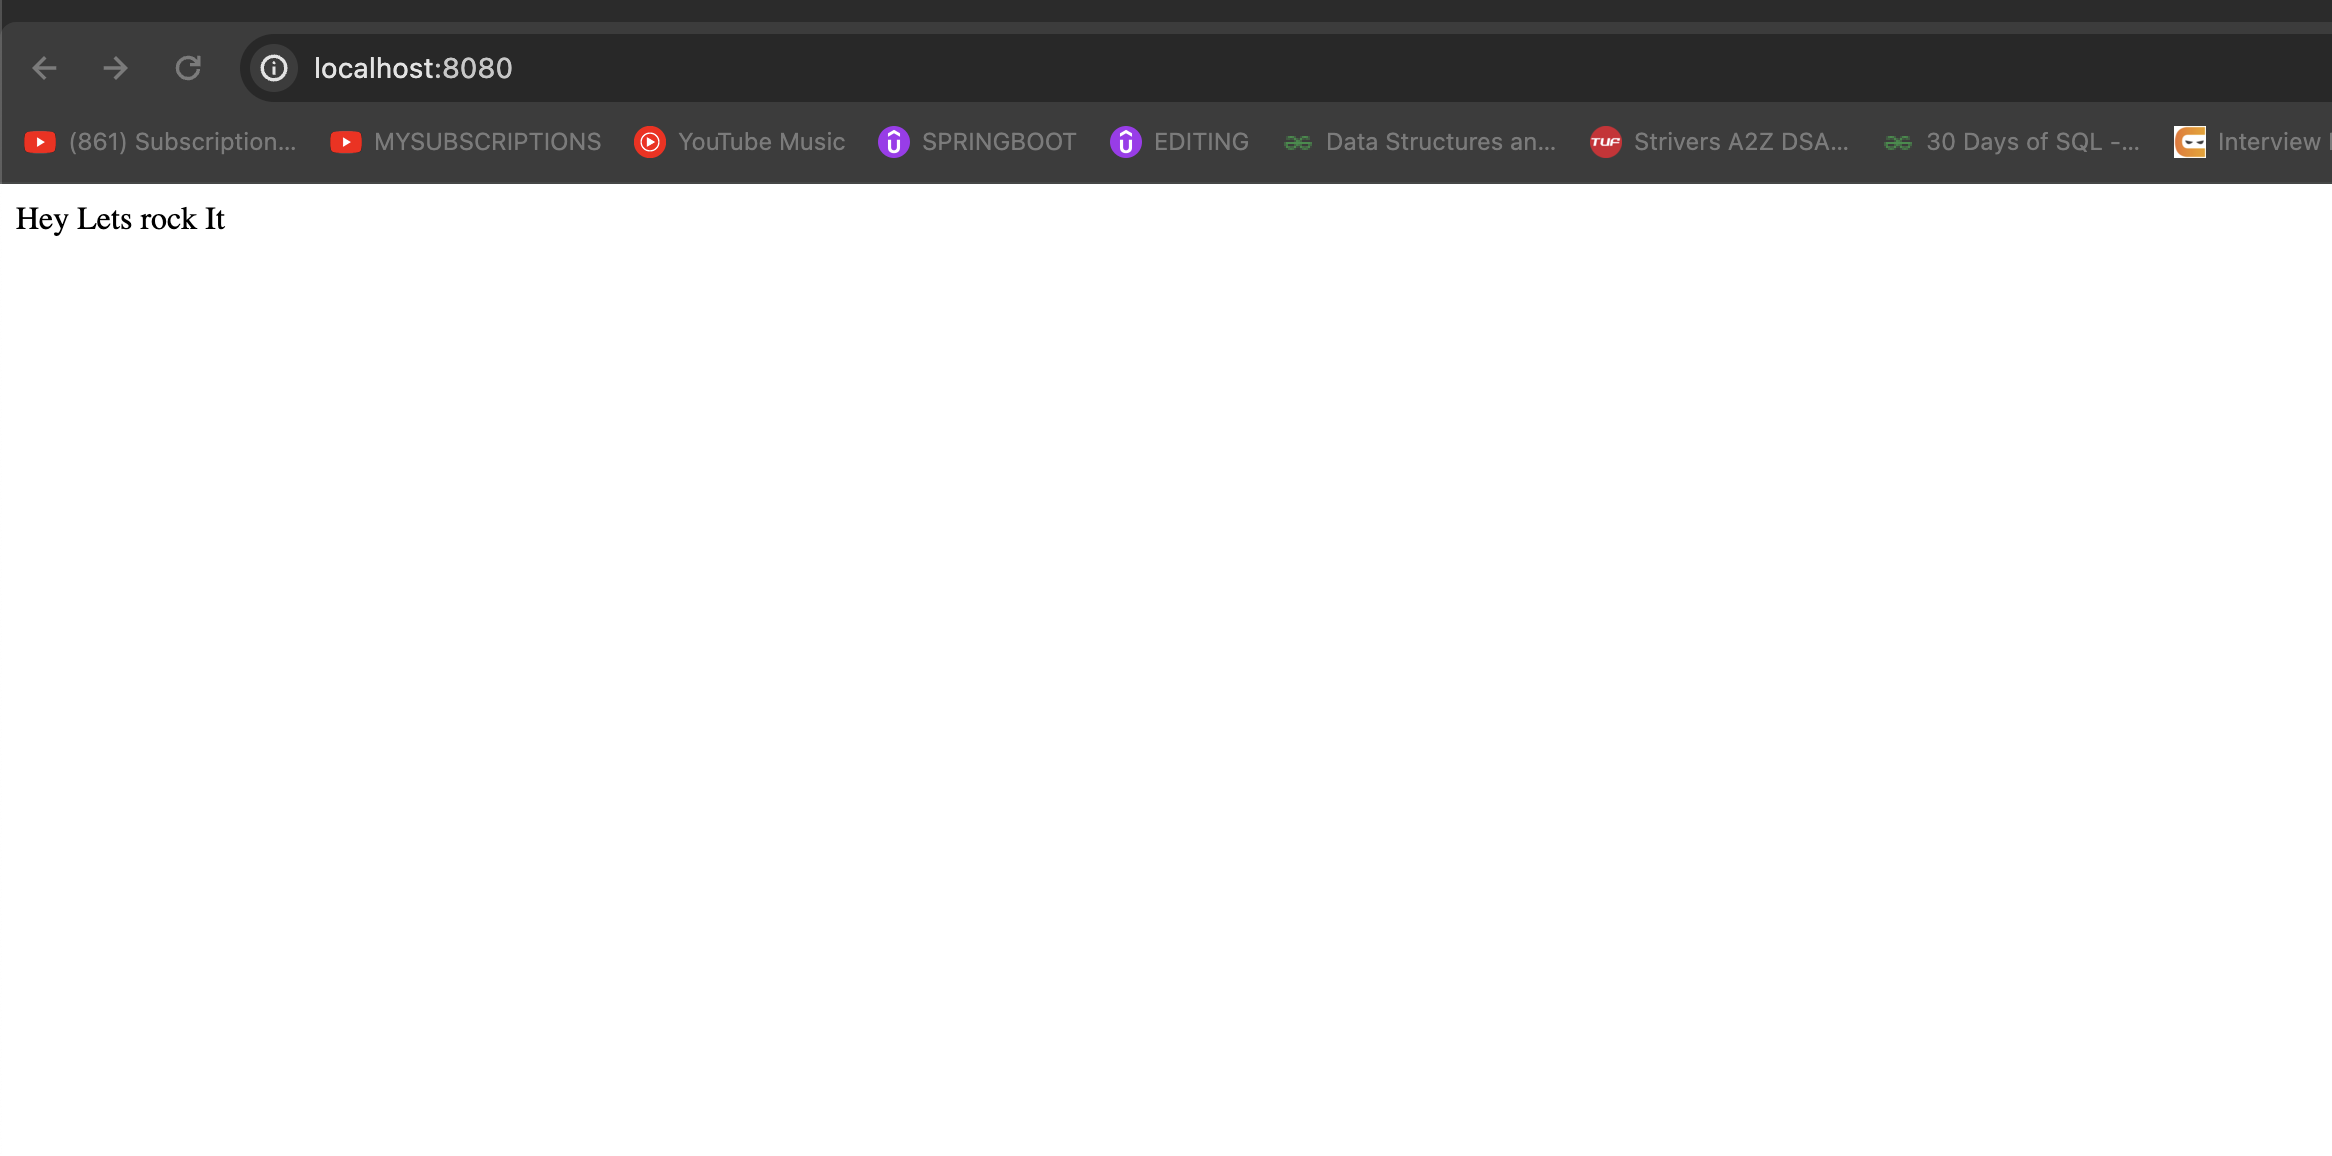 localhost:8080
(861) Subscription...
MYSUBSCRIPTIONS
YouTube Music
SPRINGBOOT
EDITING
Data Structures an...
TUF
Strivers A2Z DSA...
30 Days of SQL -...
Interview
Hey Lets rock It